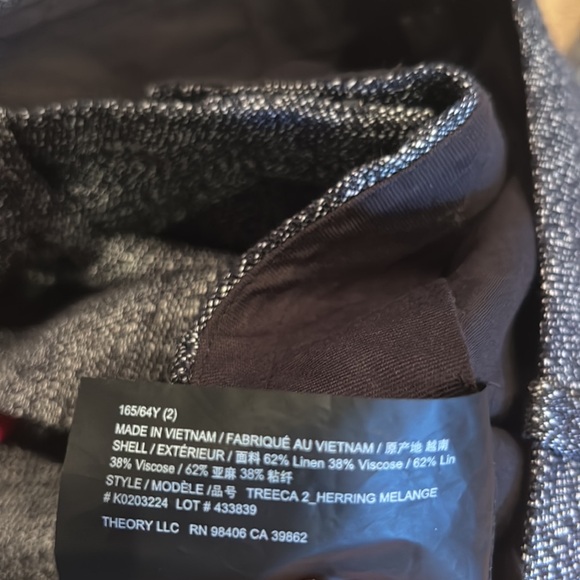 165/64Y (2)
MADE IN VIETNAM / FABRIQUÉ AU VIETNAM / 原产地 越南
SHELL / EXTÉRIEUR / 面料 62% Linen 38% Viscose / 62% Lin
38% Viscose / 62% 亚麻 38% 粘纤
STYLE / MODÈLE /品号 TREECA 2_HERRING MELANGE
# K0203224 LOT # 433839
THEORY LLC RN 98406 CA 39862